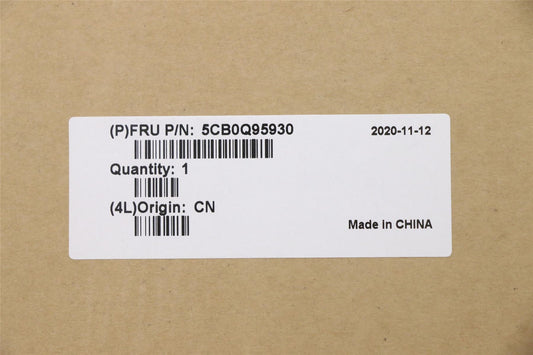 (P)FRU P/N: 5CB0Q95930
2020-11-12
Quantity: 1
(4L)Origin: CN
Made in CHINA